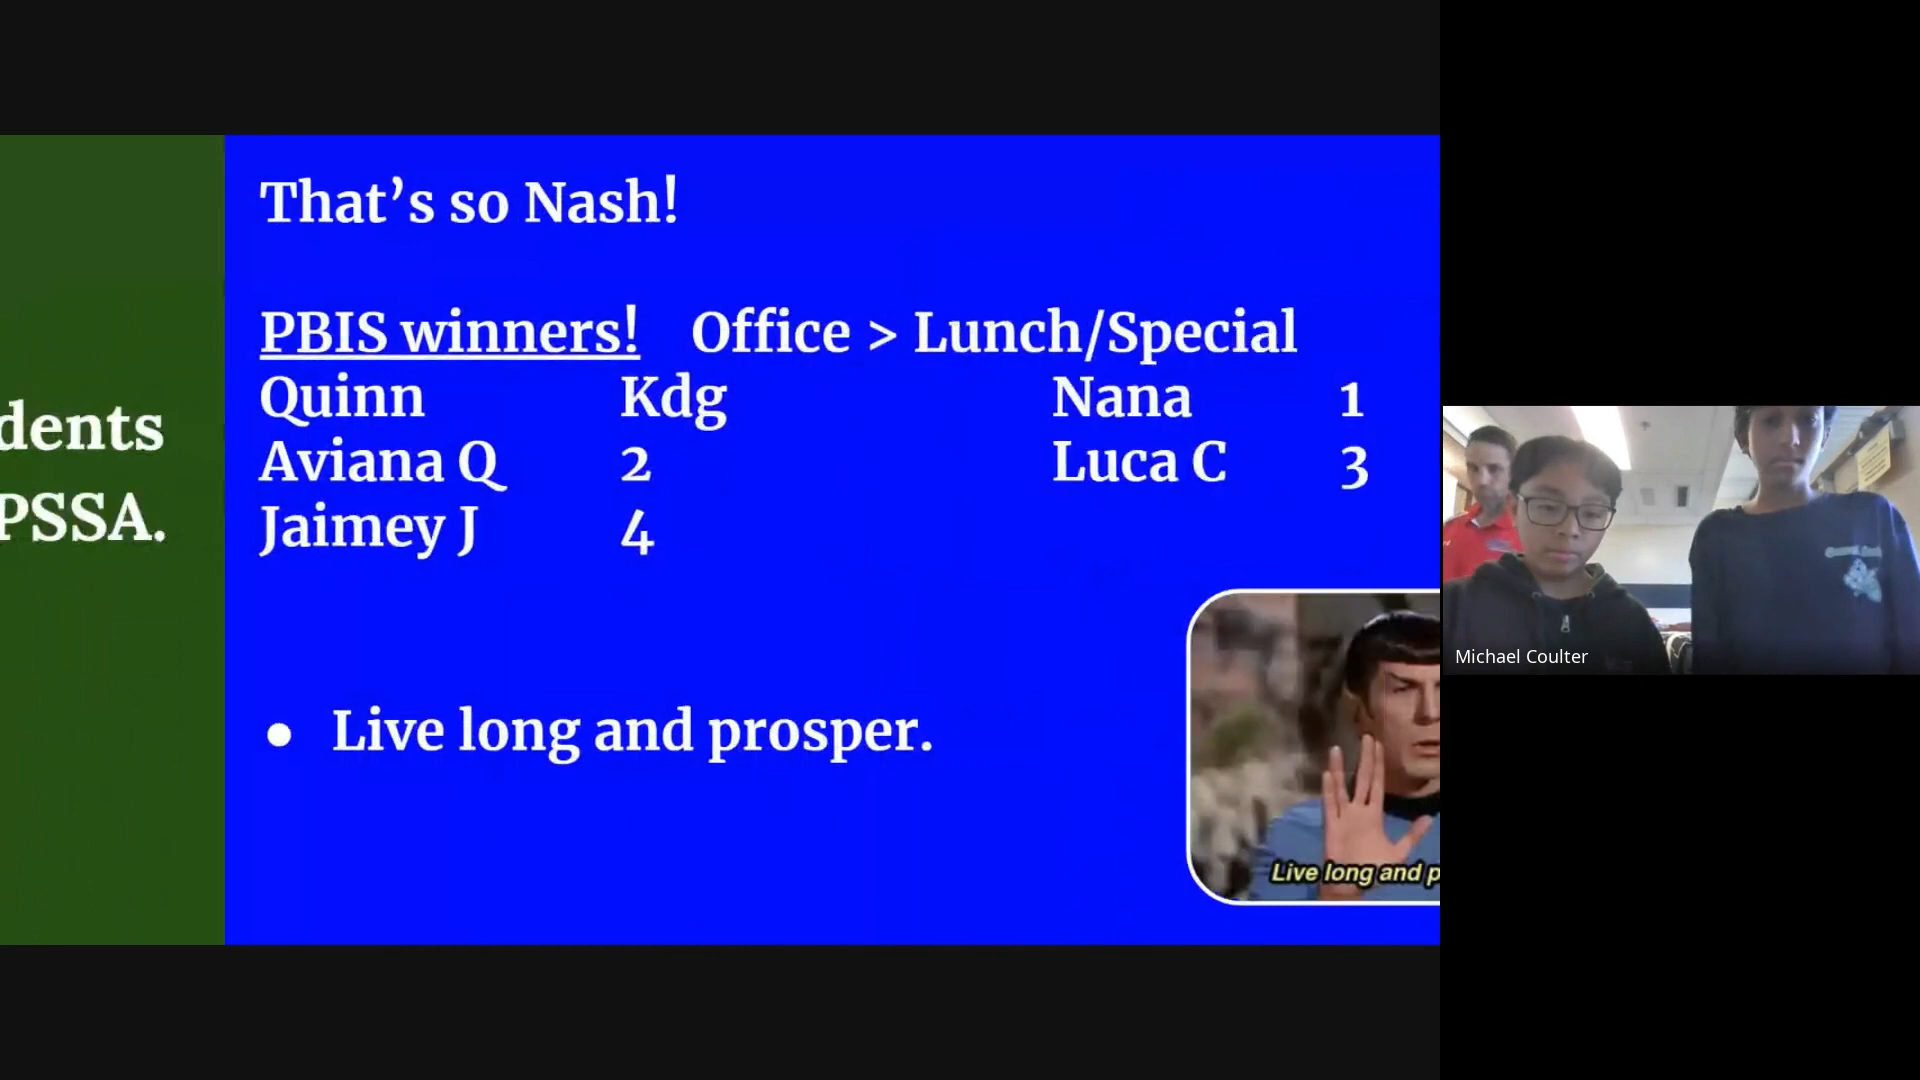 dents
PSSA.
That’s so Nash!
PBIS winners! Office > Lunch/Special
Quinn Kdg Nana 1
Aviana Q 2 Luca C 3
Jaimey J 4
● Live long and prosper.
Live long and p
Michael Coulter